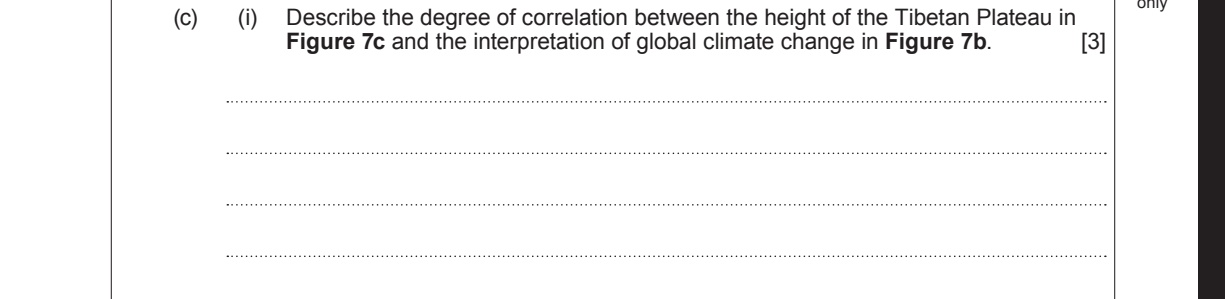 only
(c) (i) Describe the degree of correlation between the height of the Tibetan Plateau in
Figure 7c and the interpretation of global climate change in Figure 7b. [3]